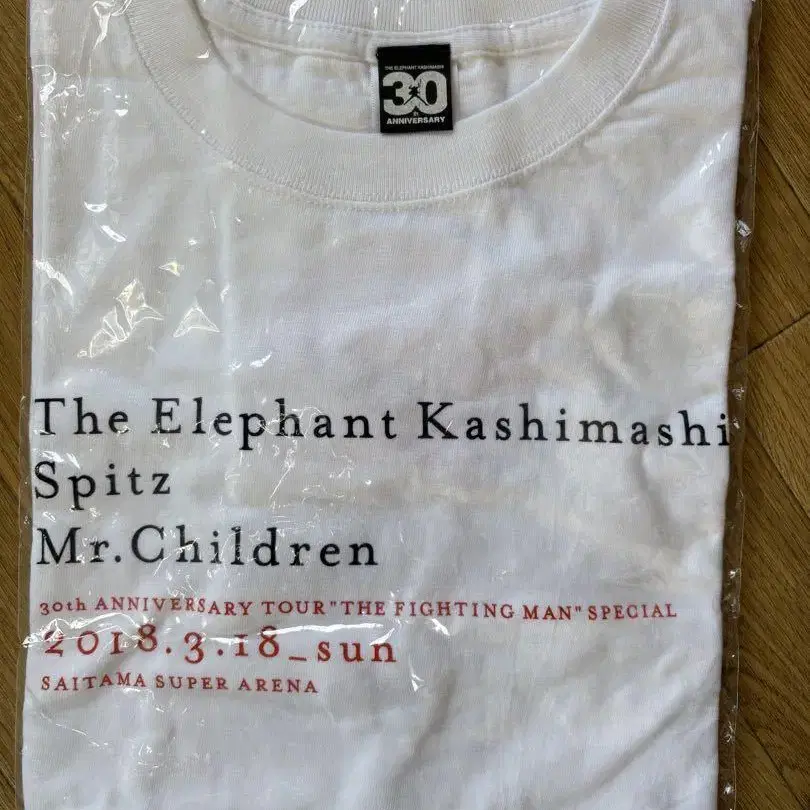 THE ELEPHANT KASHIMASHI
30
th
ANNIVERSARY
The Elephant Kashimashi
Spitz
Mr.Children
30th ANNIVERSARY TOUR"THE FIGHTING MAN" SPECIAL
2018.3.18_sun
SAITAMA SUPER ARENA